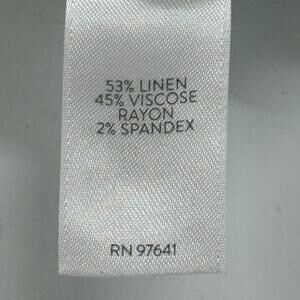 53% LINEN
45% VISCOSE
RAYON
2% SPANDEX
RN 97641